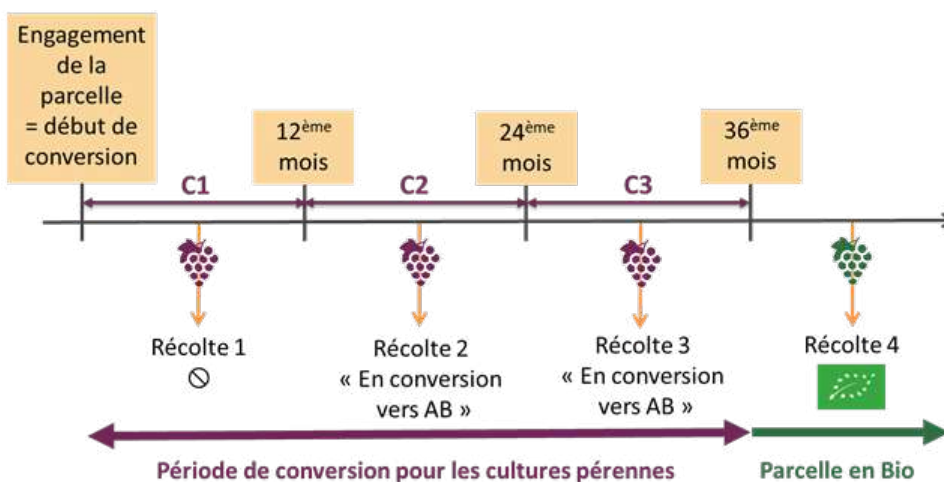 Engagement
de la
parcelle
= début de
conversion
12ème
mois
24ème
mois
36ème
mois
C1
C2
C3
Récolte 1
Récolte 2
« En conversion
vers AB »
Récolte 3
« En conversion
vers AB »
Récolte 4
Période de conversion pour les cultures pérennes
Parcelle en Bio